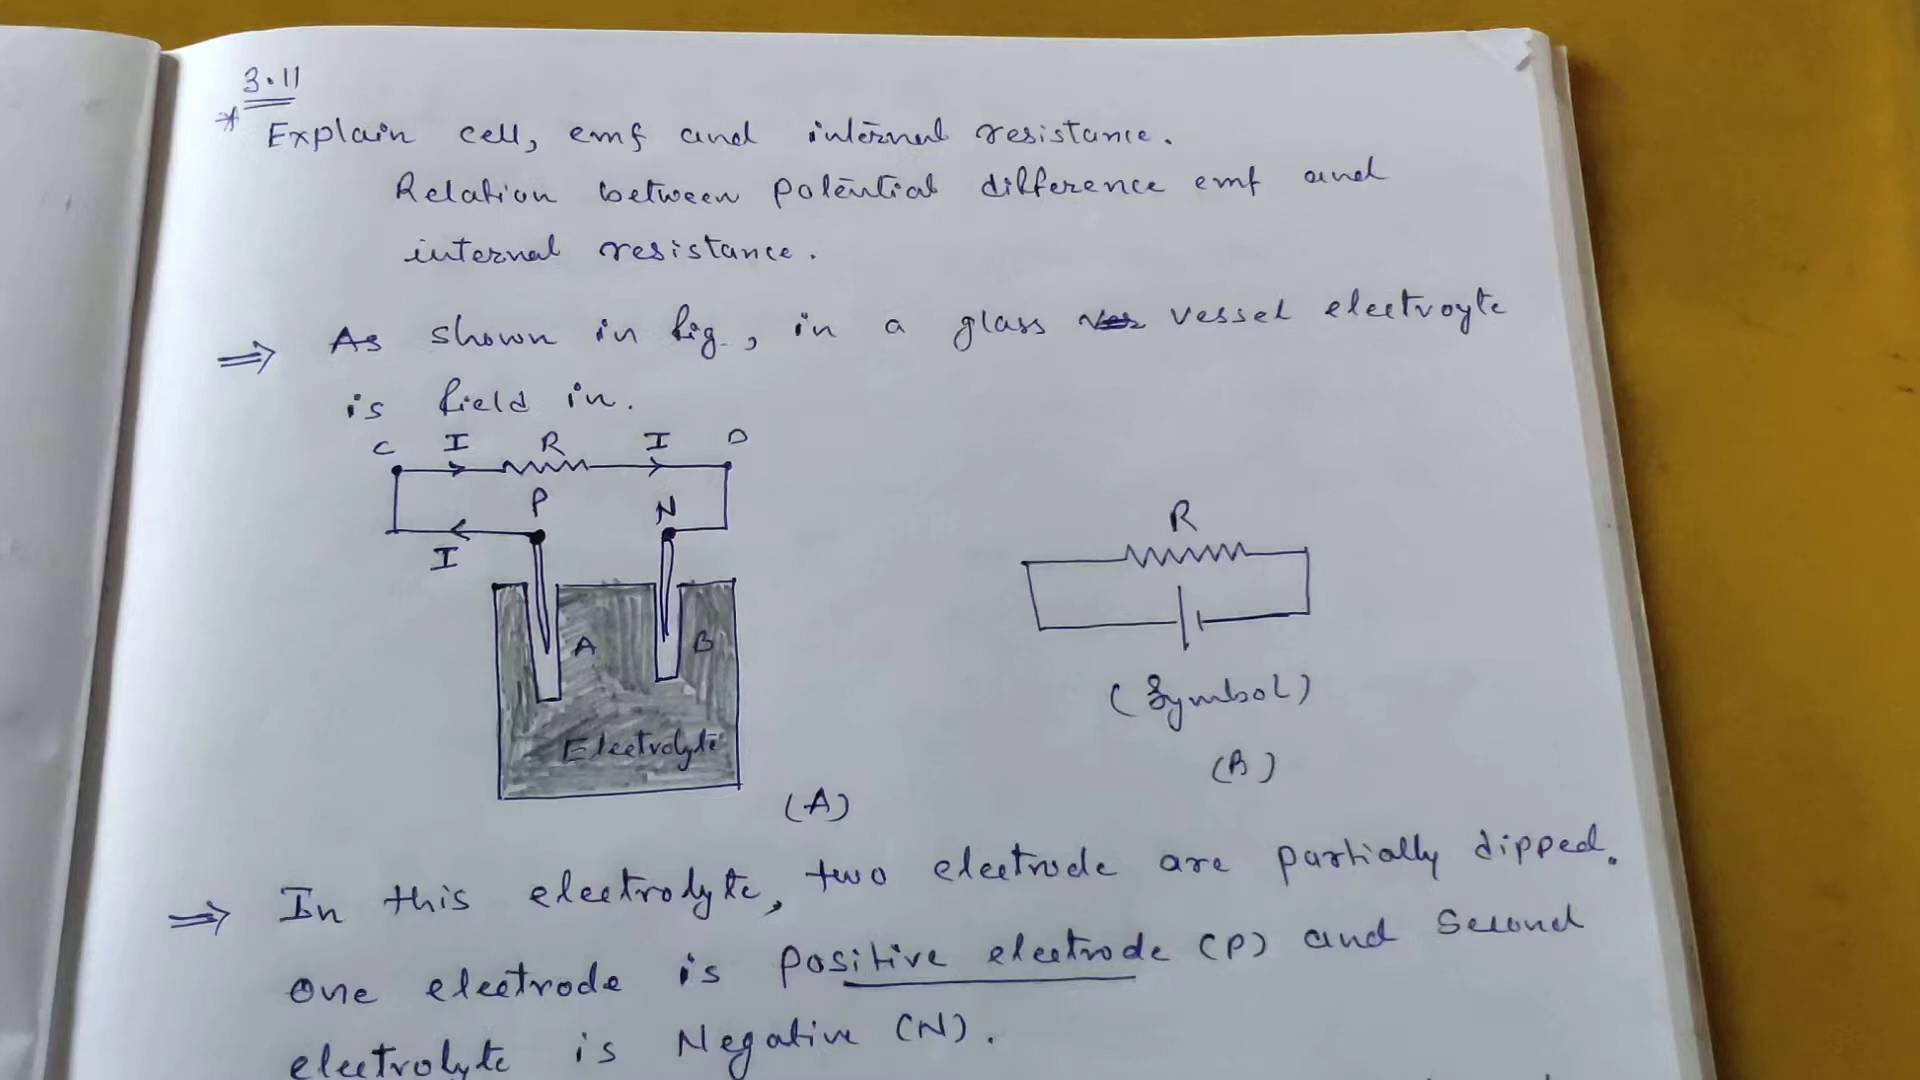 3.11
* Explain cell, emf and internal resistance.
Relation between potential difference emf and
internal resistance.
⇒ As shown in fig., in a glass vessel electroyte
is field in.
C I R I D
P N
I
A B
Electrolyte
(A)
R
(Symbol)
(B)
⇒ In this electrolyte, two electrode are partially dipped.
one electrode is positive electrode (P) and Second
electrolyte is Negative (N).